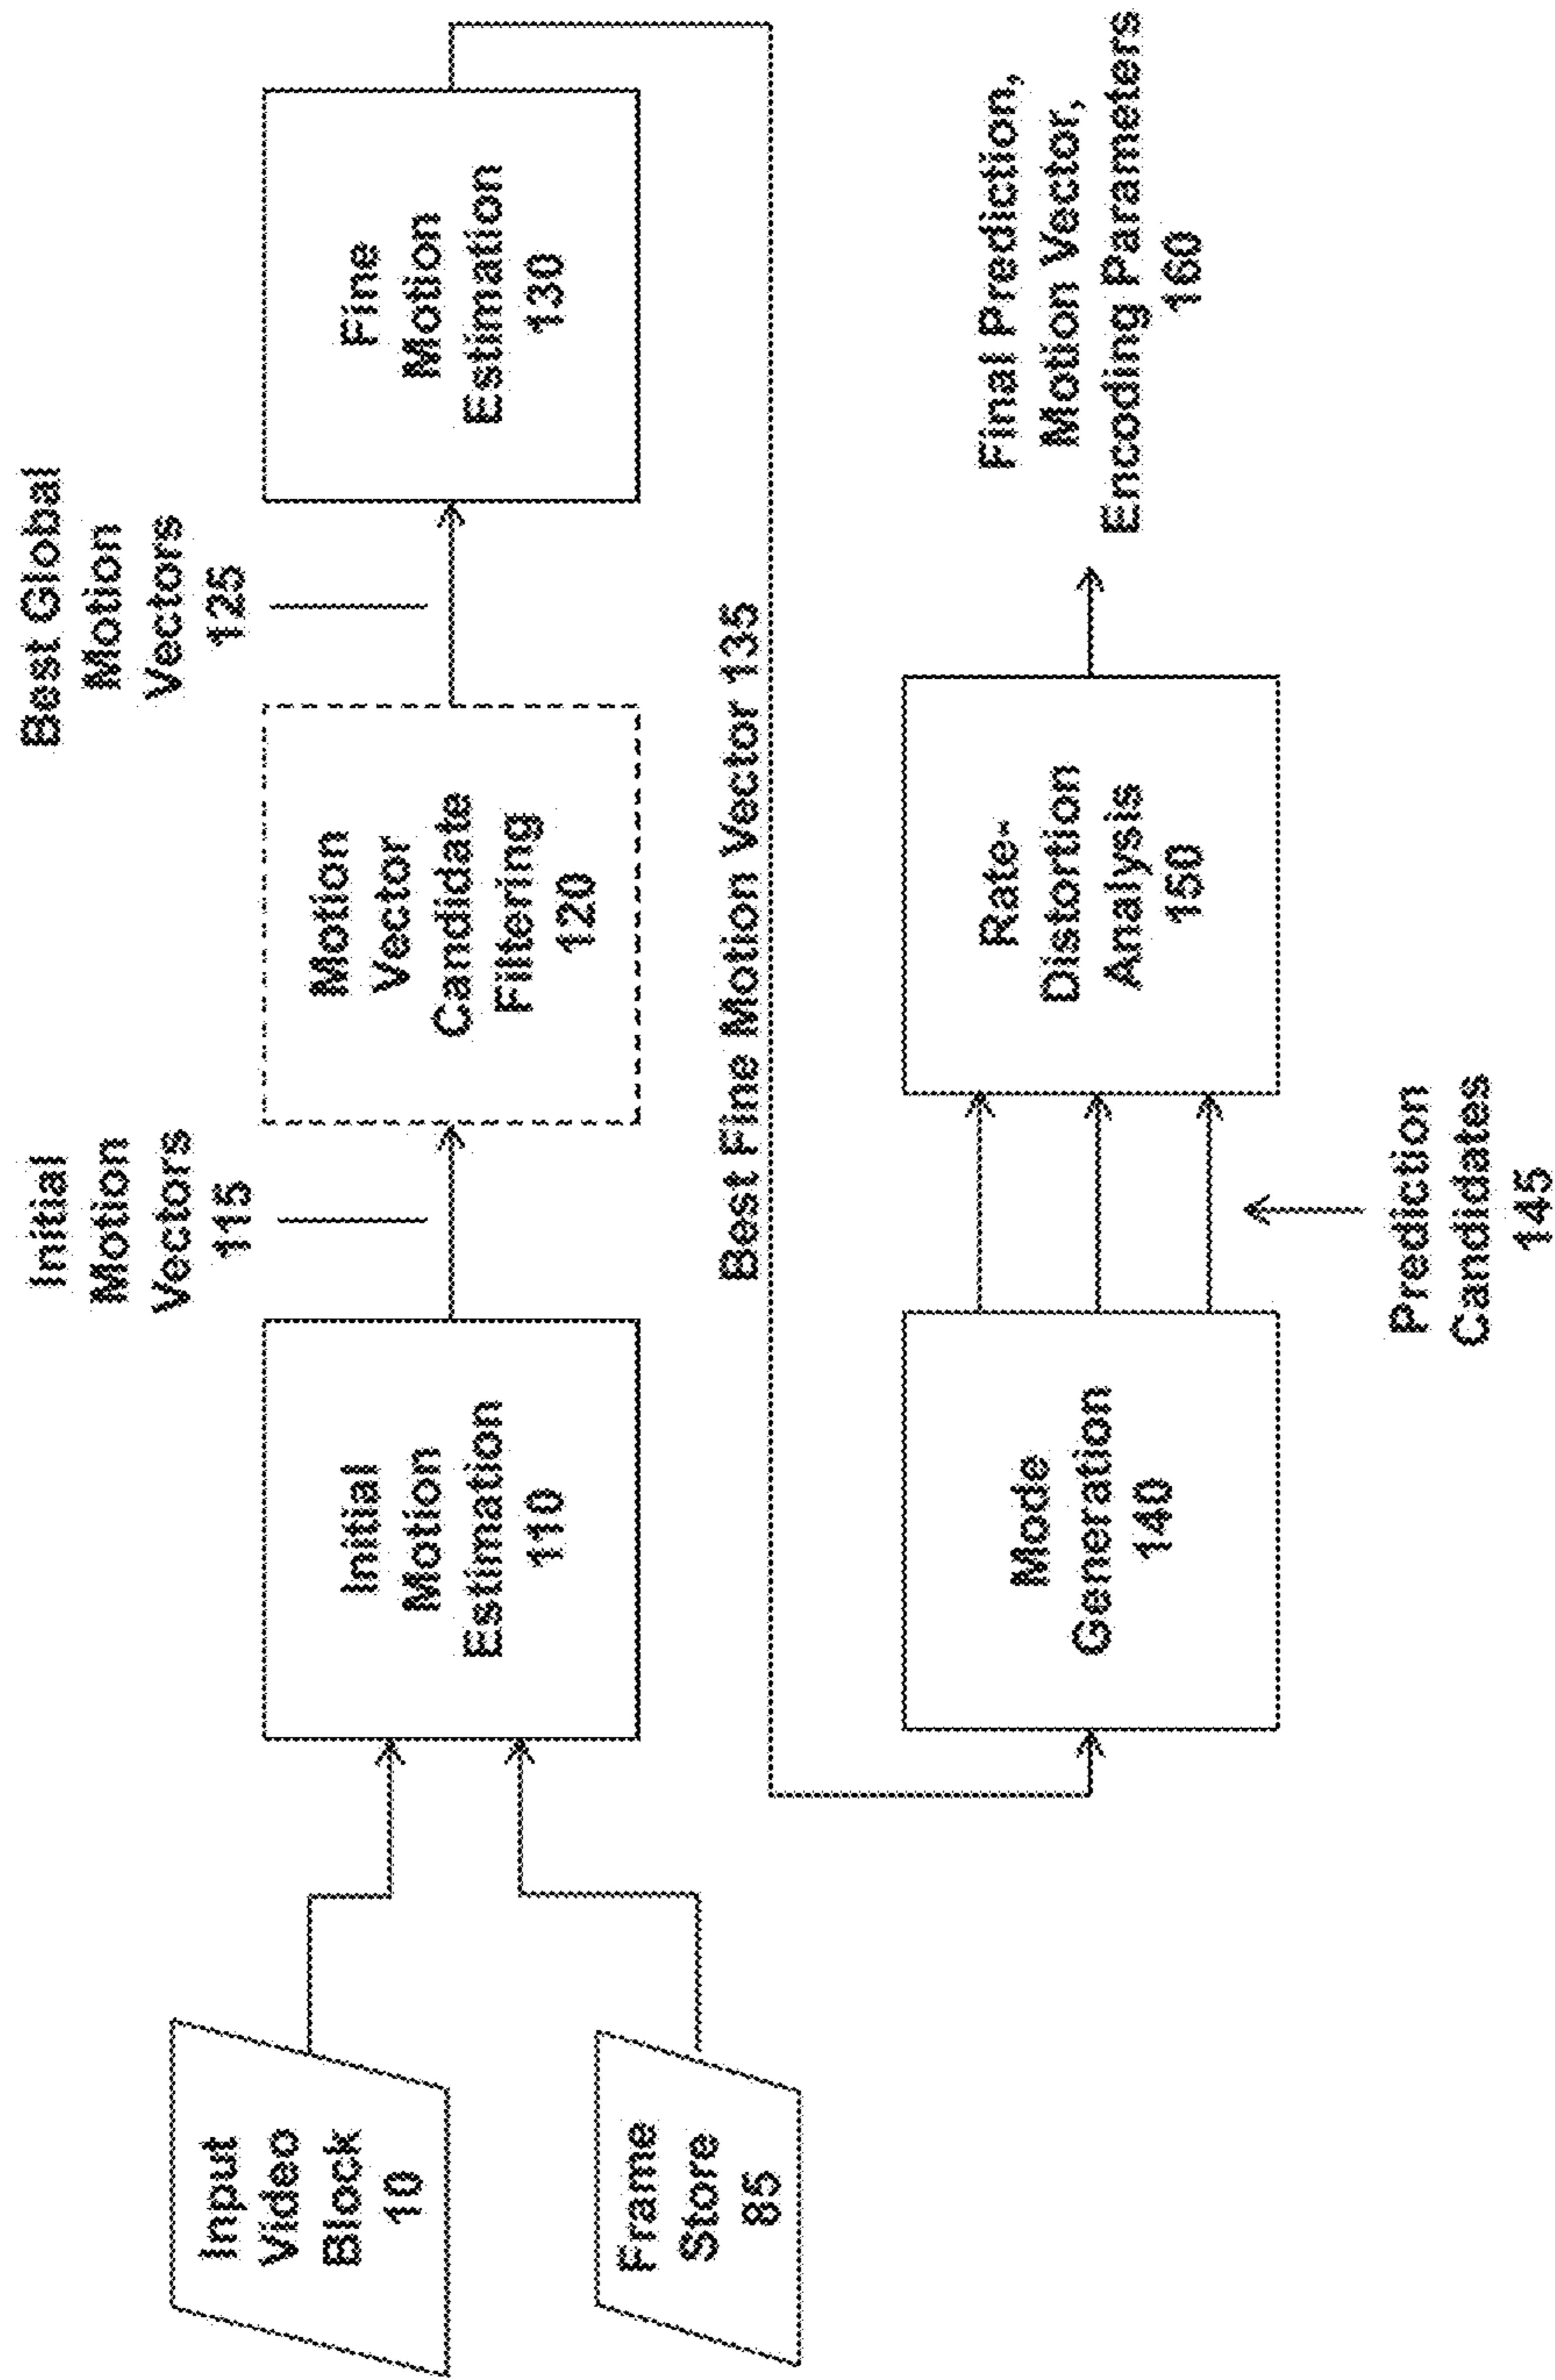 Input
Video
Block
10
Frame
Store
85
Initial
Motion
Estimation
110
Initial
Motion
Vectors
115
Motion
Vector
Candidate
Filtering
120
Best Global
Motion
Vectors
125
Fine
Motion
Estimation
130
Best Fine Motion Vector 135
Mode
Generation
140
Prediction
Candidates
145
Rate-
Distortion
Analysis
150
Final Prediction,
Motion Vector,
Encoding Parameters
160